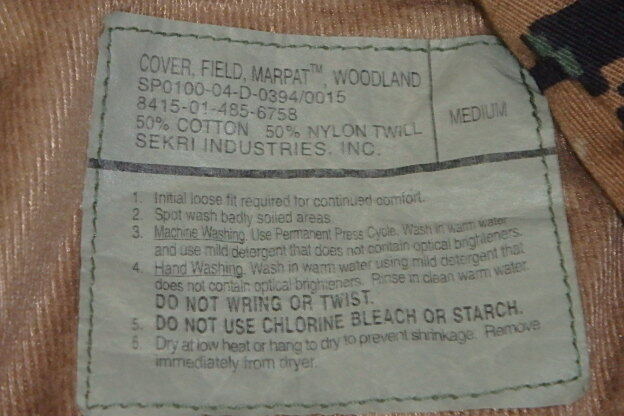 COVER, FIELD, MARPAT™, WOODLAND
SP0100-04-D-0394/0015
8415-01-485-6758
50% COTTON 50% NYLON TWILL
SEKRI INDUSTRIES, INC.
MEDIUM
1. Initial loose fit required for continued comfort.
2. Spot wash badly soiled areas.
3. Machine Washing. Use Permanent Press Cycle. Wash in warm water
and use mild detergent that does not contain optical brighteners.
4. Hand Washing. Wash in warm water using mild detergent that
does not contain optical brighteners. Rinse in clean warm water.
DO NOT WRING OR TWIST.
5. DO NOT USE CHLORINE BLEACH OR STARCH.
6. Dry at low heat or hang to dry to prevent shrinkage. Remove
immediately from dryer.